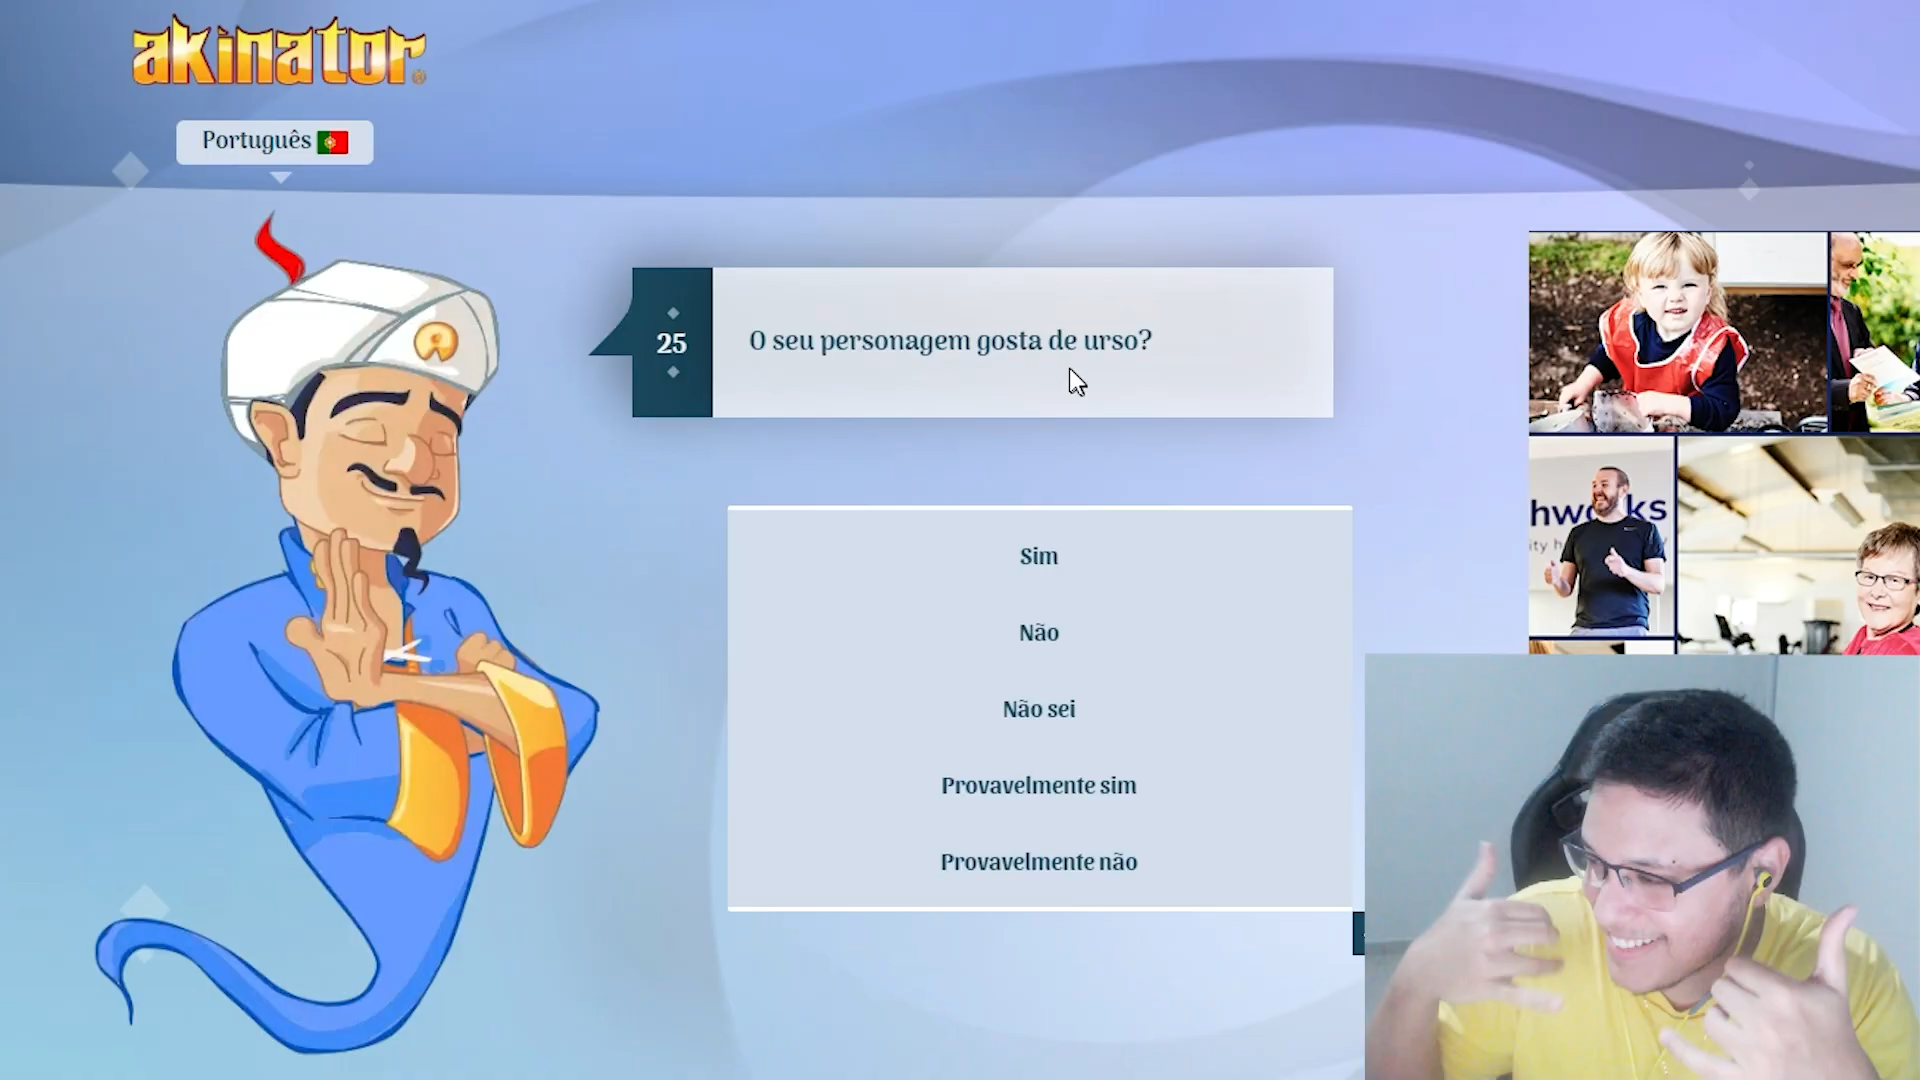 akinator
Português
25
O seu personagem gosta de urso?
Sim
Não
Não sei
Provavelmente sim
Provavelmente não